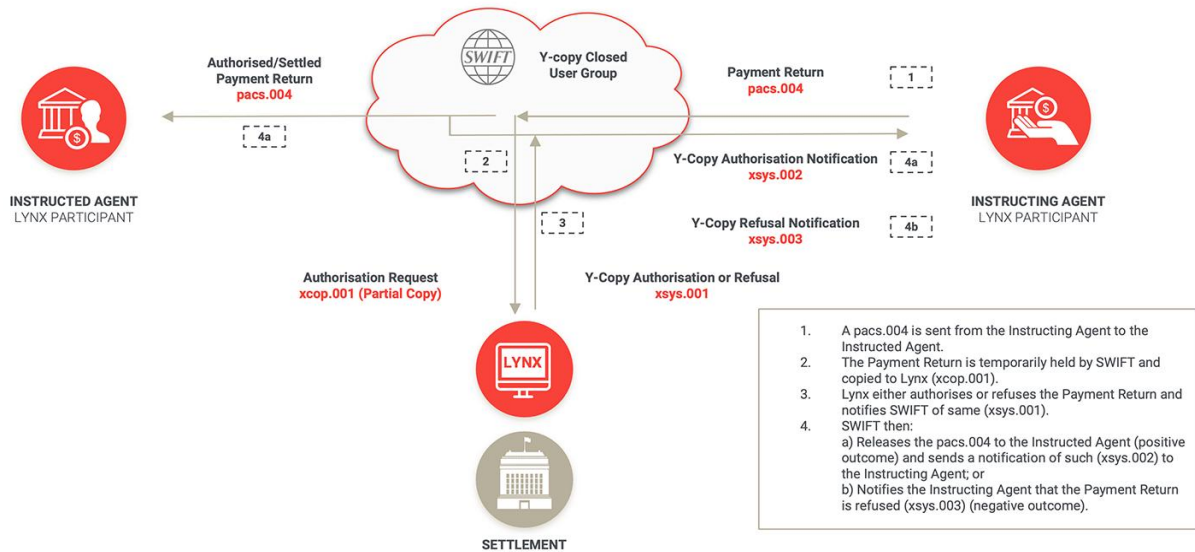 SWIFT
Y-copy Closed
User Group
Authorised/Settled
Payment Return
pacs.004
4a
Payment Return
pacs.004
1
$
INSTRUCTED AGENT
LYNX PARTICIPANT
$
INSTRUCTING AGENT
LYNX PARTICIPANT
2
Y-Copy Authorisation Notification
xsys.002
4a
3
Y-Copy Refusal Notification
xsys.003
4b
Authorisation Request
xcop.001 (Partial Copy)
Y-Copy Authorisation or Refusal
xsys.001
LYNX
SETTLEMENT
1. A pacs.004 is sent from the Instructing Agent to the
Instructed Agent.
2. The Payment Return is temporarily held by SWIFT and
copied to Lynx (xcop.001).
3. Lynx either authorises or refuses the Payment Return and
notifies SWIFT of same (xsys.001).
4. SWIFT then:
a) Releases the pacs.004 to the Instructed Agent (positive
outcome) and sends a notification of such (xsys.002) to
the Instructing Agent; or
b) Notifies the Instructing Agent that the Payment Return
is refused (xsys.003) (negative outcome).